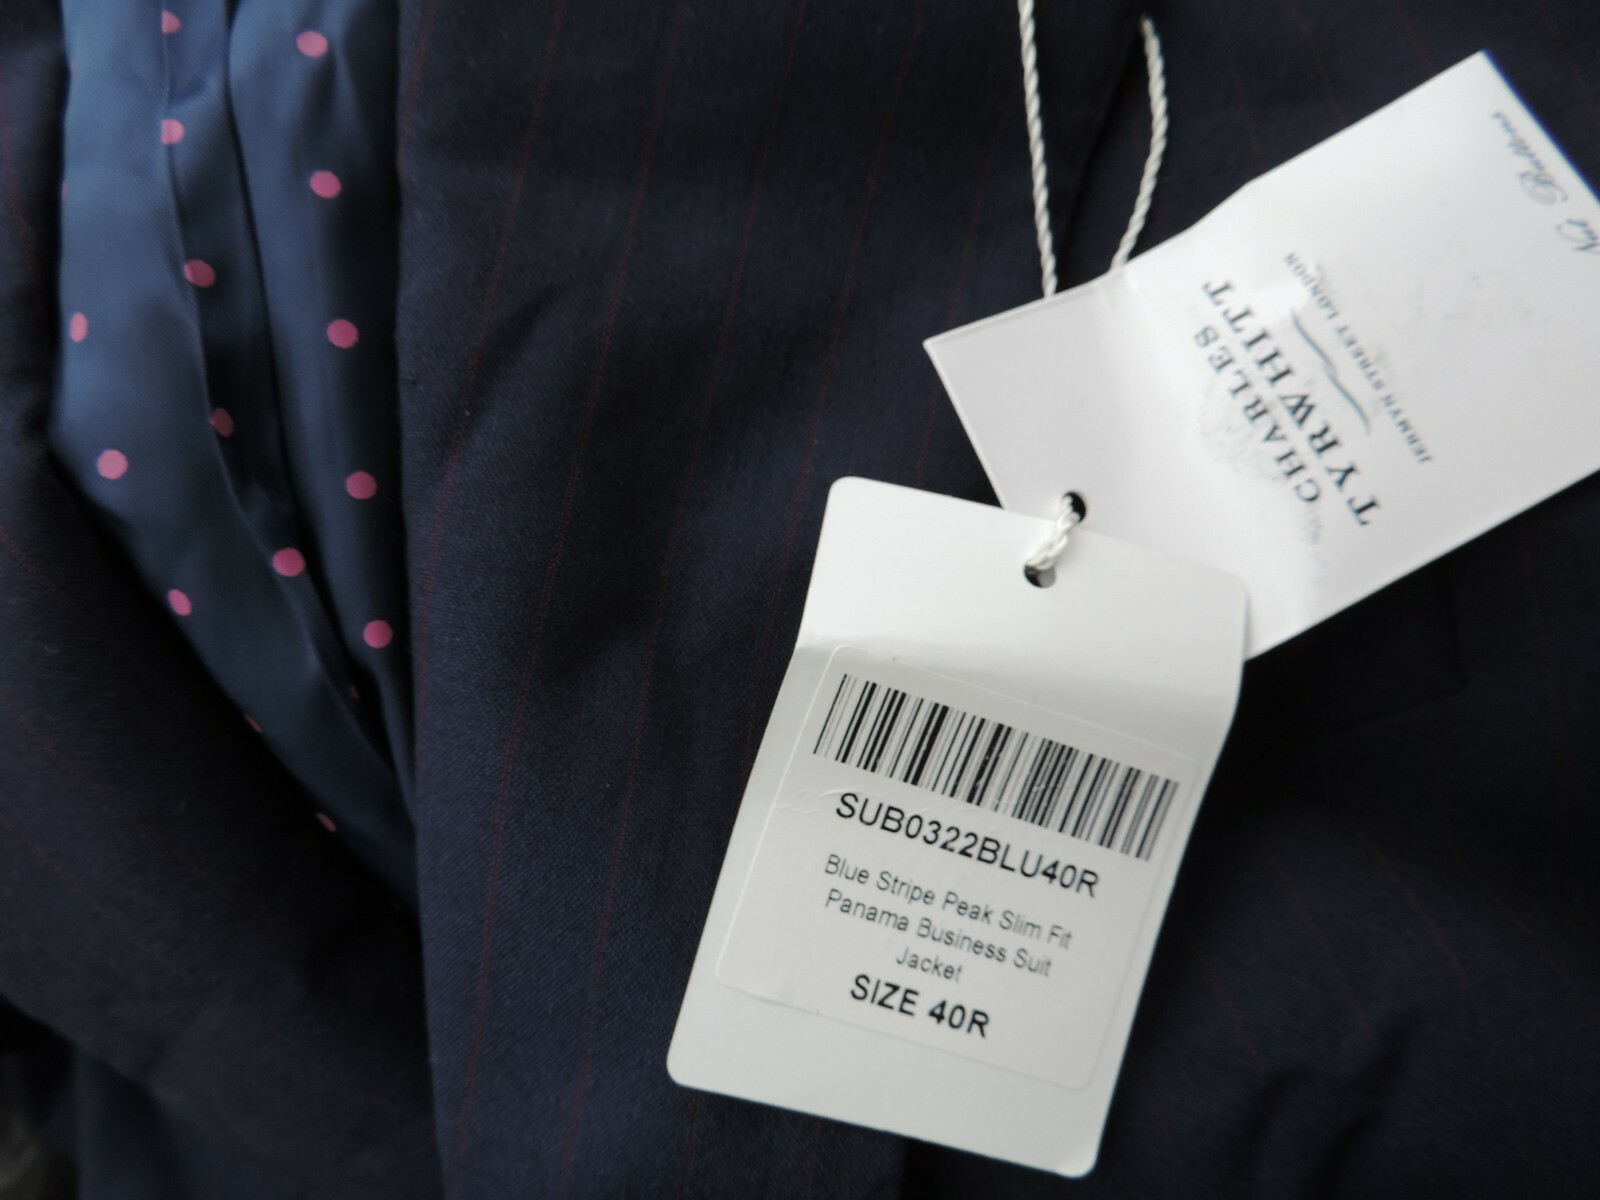 CHARLES
TYRWHITT
JERMYN STREET LONDON
SUB0322BLU40R
Blue Stripe Peak Slim Fit
Panama Business Suit
Jacket
SIZE 40R